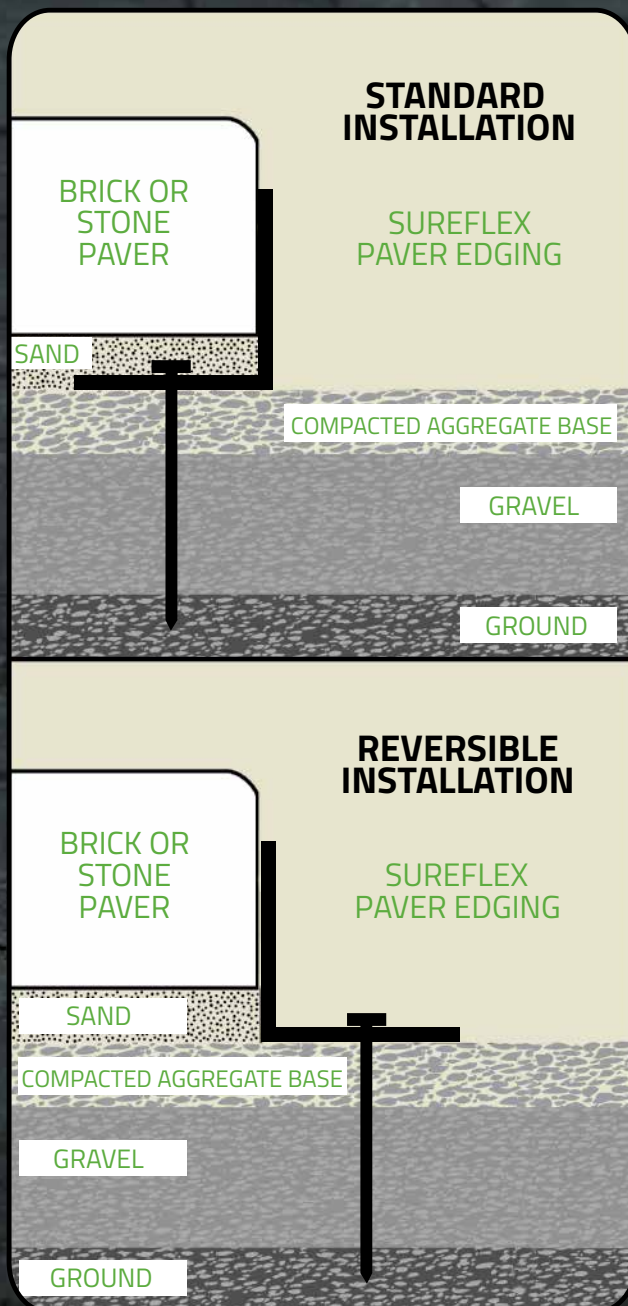 STANDARD
INSTALLATION
BRICK OR
STONE
PAVER
SUREFLEX
PAVER EDGING
SAND
COMPACTED AGGREGATE BASE
GRAVEL
GROUND
REVERSIBLE
INSTALLATION
BRICK OR
STONE
PAVER
SUREFLEX
PAVER EDGING
SAND
COMPACTED AGGREGATE BASE
GRAVEL
GROUND